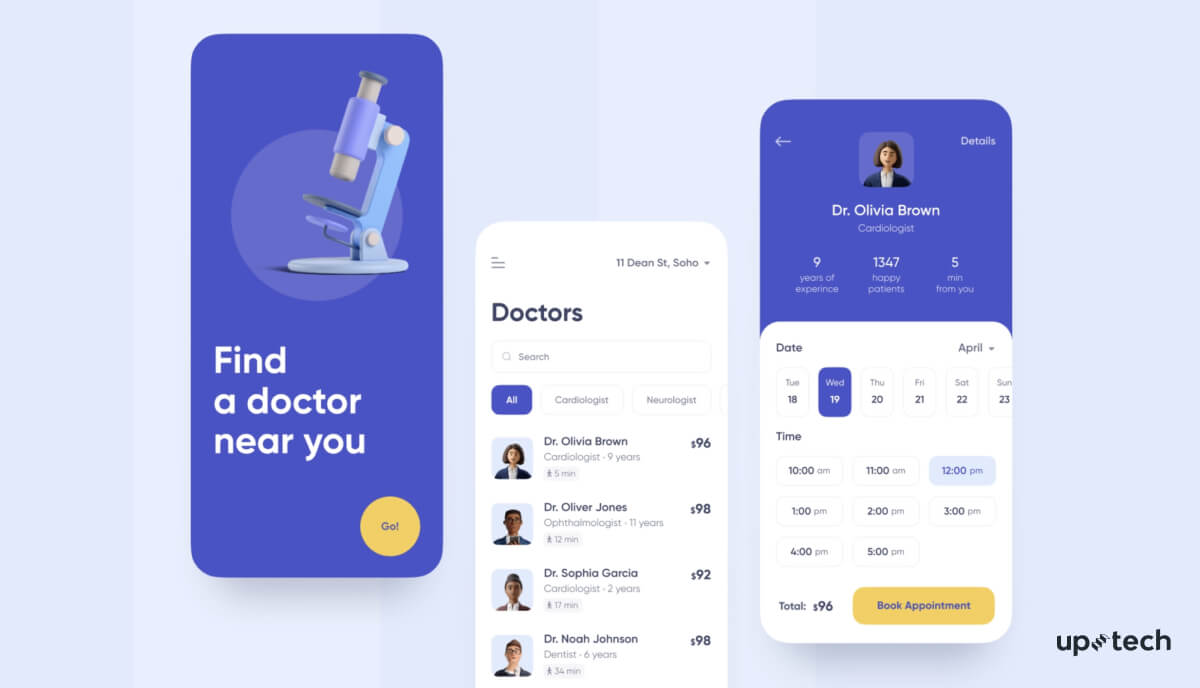 Find
a doctor
near you
Go!
11 Dean St, Soho
Doctors
Search
All
Cardiologist
Neurologist
Dr. Olivia Brown
$96
Cardiologist · 9 years
5 min
Dr. Oliver Jones
$98
Ophthalmologist · 11 years
12 min
Dr. Sophia Garcia
$92
Cardiologist · 2 years
17 min
Dr. Noah Johnson
$98
Dentist · 6 years
34 min
Details
Dr. Olivia Brown
Cardiologist
9
years of
experince
1347
happy
patients
5
min
from you
Date
April
Tue
18
Wed
19
Thu
20
Fri
21
Sat
22
Sun
23
Time
10:00 am
11:00 am
12:00 pm
1:00 pm
2:00 pm
3:00 pm
4:00 pm
5:00 pm
Total: $96
Book Appointment
up tech